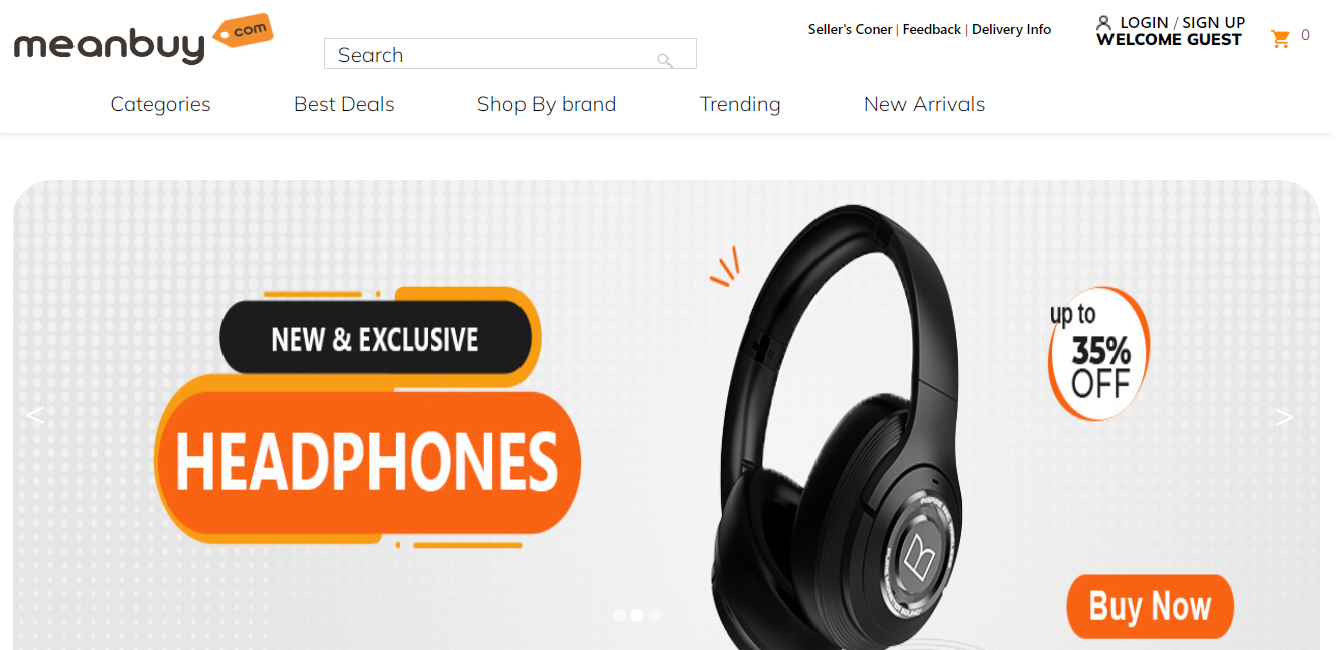 meanbuy
.com
Search
Seller's Coner | Feedback | Delivery Info
LOGIN / SIGN UP
WELCOME GUEST
0
Categories
Best Deals
Shop By brand
Trending
New Arrivals
NEW & EXCLUSIVE
HEADPHONES
up to
35%
OFF
<
>
Buy Now